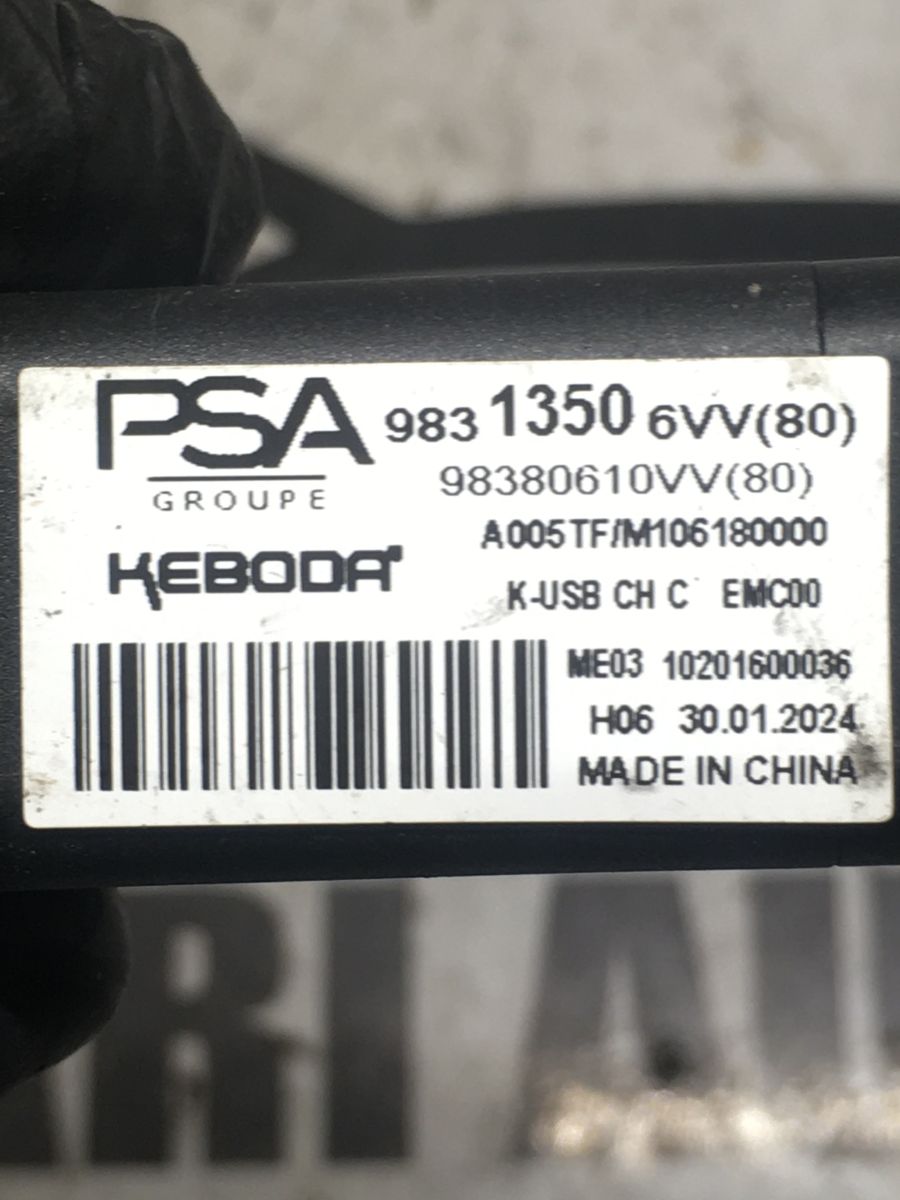 PSA
GROUPE
983 1350 6VV(80)
98380610VV(80)
KEBODA
A005TF/M106180000
K-USB CH C EMC00
ME03 10201600036
H06 30.01.2024
MADE IN CHINA